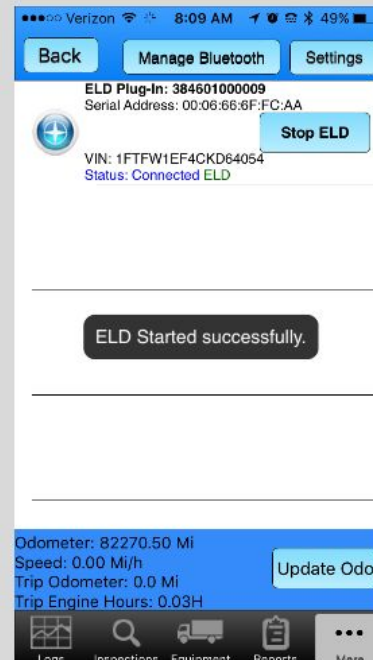 Verizon 8:09 AM 49%
Back Manage Bluetooth Settings
ELD Plug-In: 384601000009
Serial Address: 00:06:66:6F:FC:AA
Stop ELD
VIN: 1FTFW1EF4CKD64054
Status: Connected ELD
ELD Started successfully.
Odometer: 82270.50 Mi
Speed: 0.00 Mi/h
Trip Odometer: 0.0 Mi
Trip Engine Hours: 0.03H
Update Odo
Logs Inspections Equipment Reports More